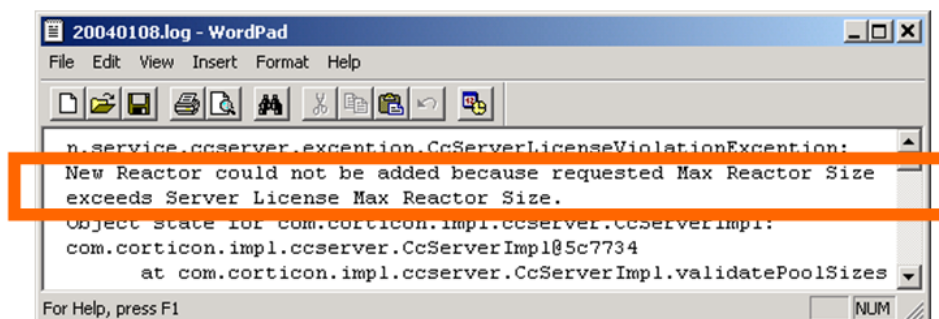 20040108.log - WordPad
File Edit View Insert Format Help
n.service.ccserver.exception.CcServerLicenseViolationException:
New Reactor could not be added because requested Max Reactor Size
exceeds Server License Max Reactor Size.
Object state for com.corticon.impl.ccserver.CcServerImpl:
com.corticon.impl.ccserver.CcServerImpl@5c7734
at com.corticon.impl.ccserver.CcServerImpl.validatePoolSizes
For Help, press F1
NUM